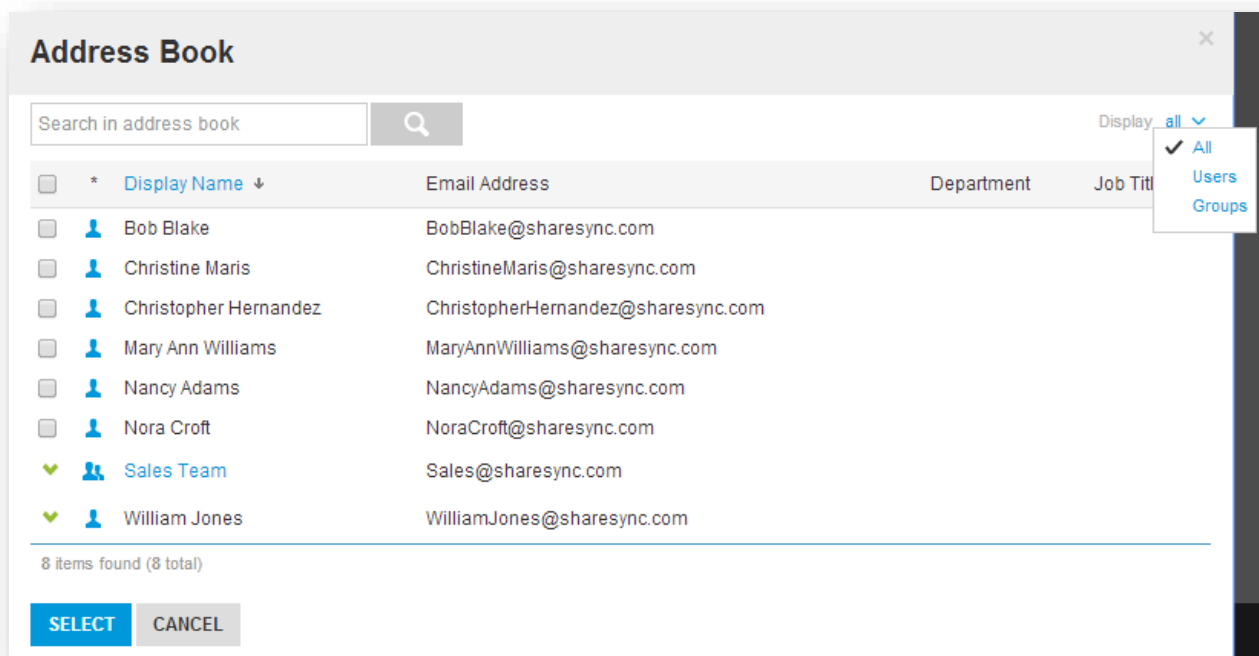 Address Book
Search in address book
Display all
All
Users
Groups
* Display Name Email Address Department Job Titl
Bob Blake BobBlake@sharesync.com
Christine Maris ChristineMaris@sharesync.com
Christopher Hernandez ChristopherHernandez@sharesync.com
Mary Ann Williams MaryAnnWilliams@sharesync.com
Nancy Adams NancyAdams@sharesync.com
Nora Croft NoraCroft@sharesync.com
Sales Team Sales@sharesync.com
William Jones WilliamJones@sharesync.com
8 items found (8 total)
SELECT CANCEL